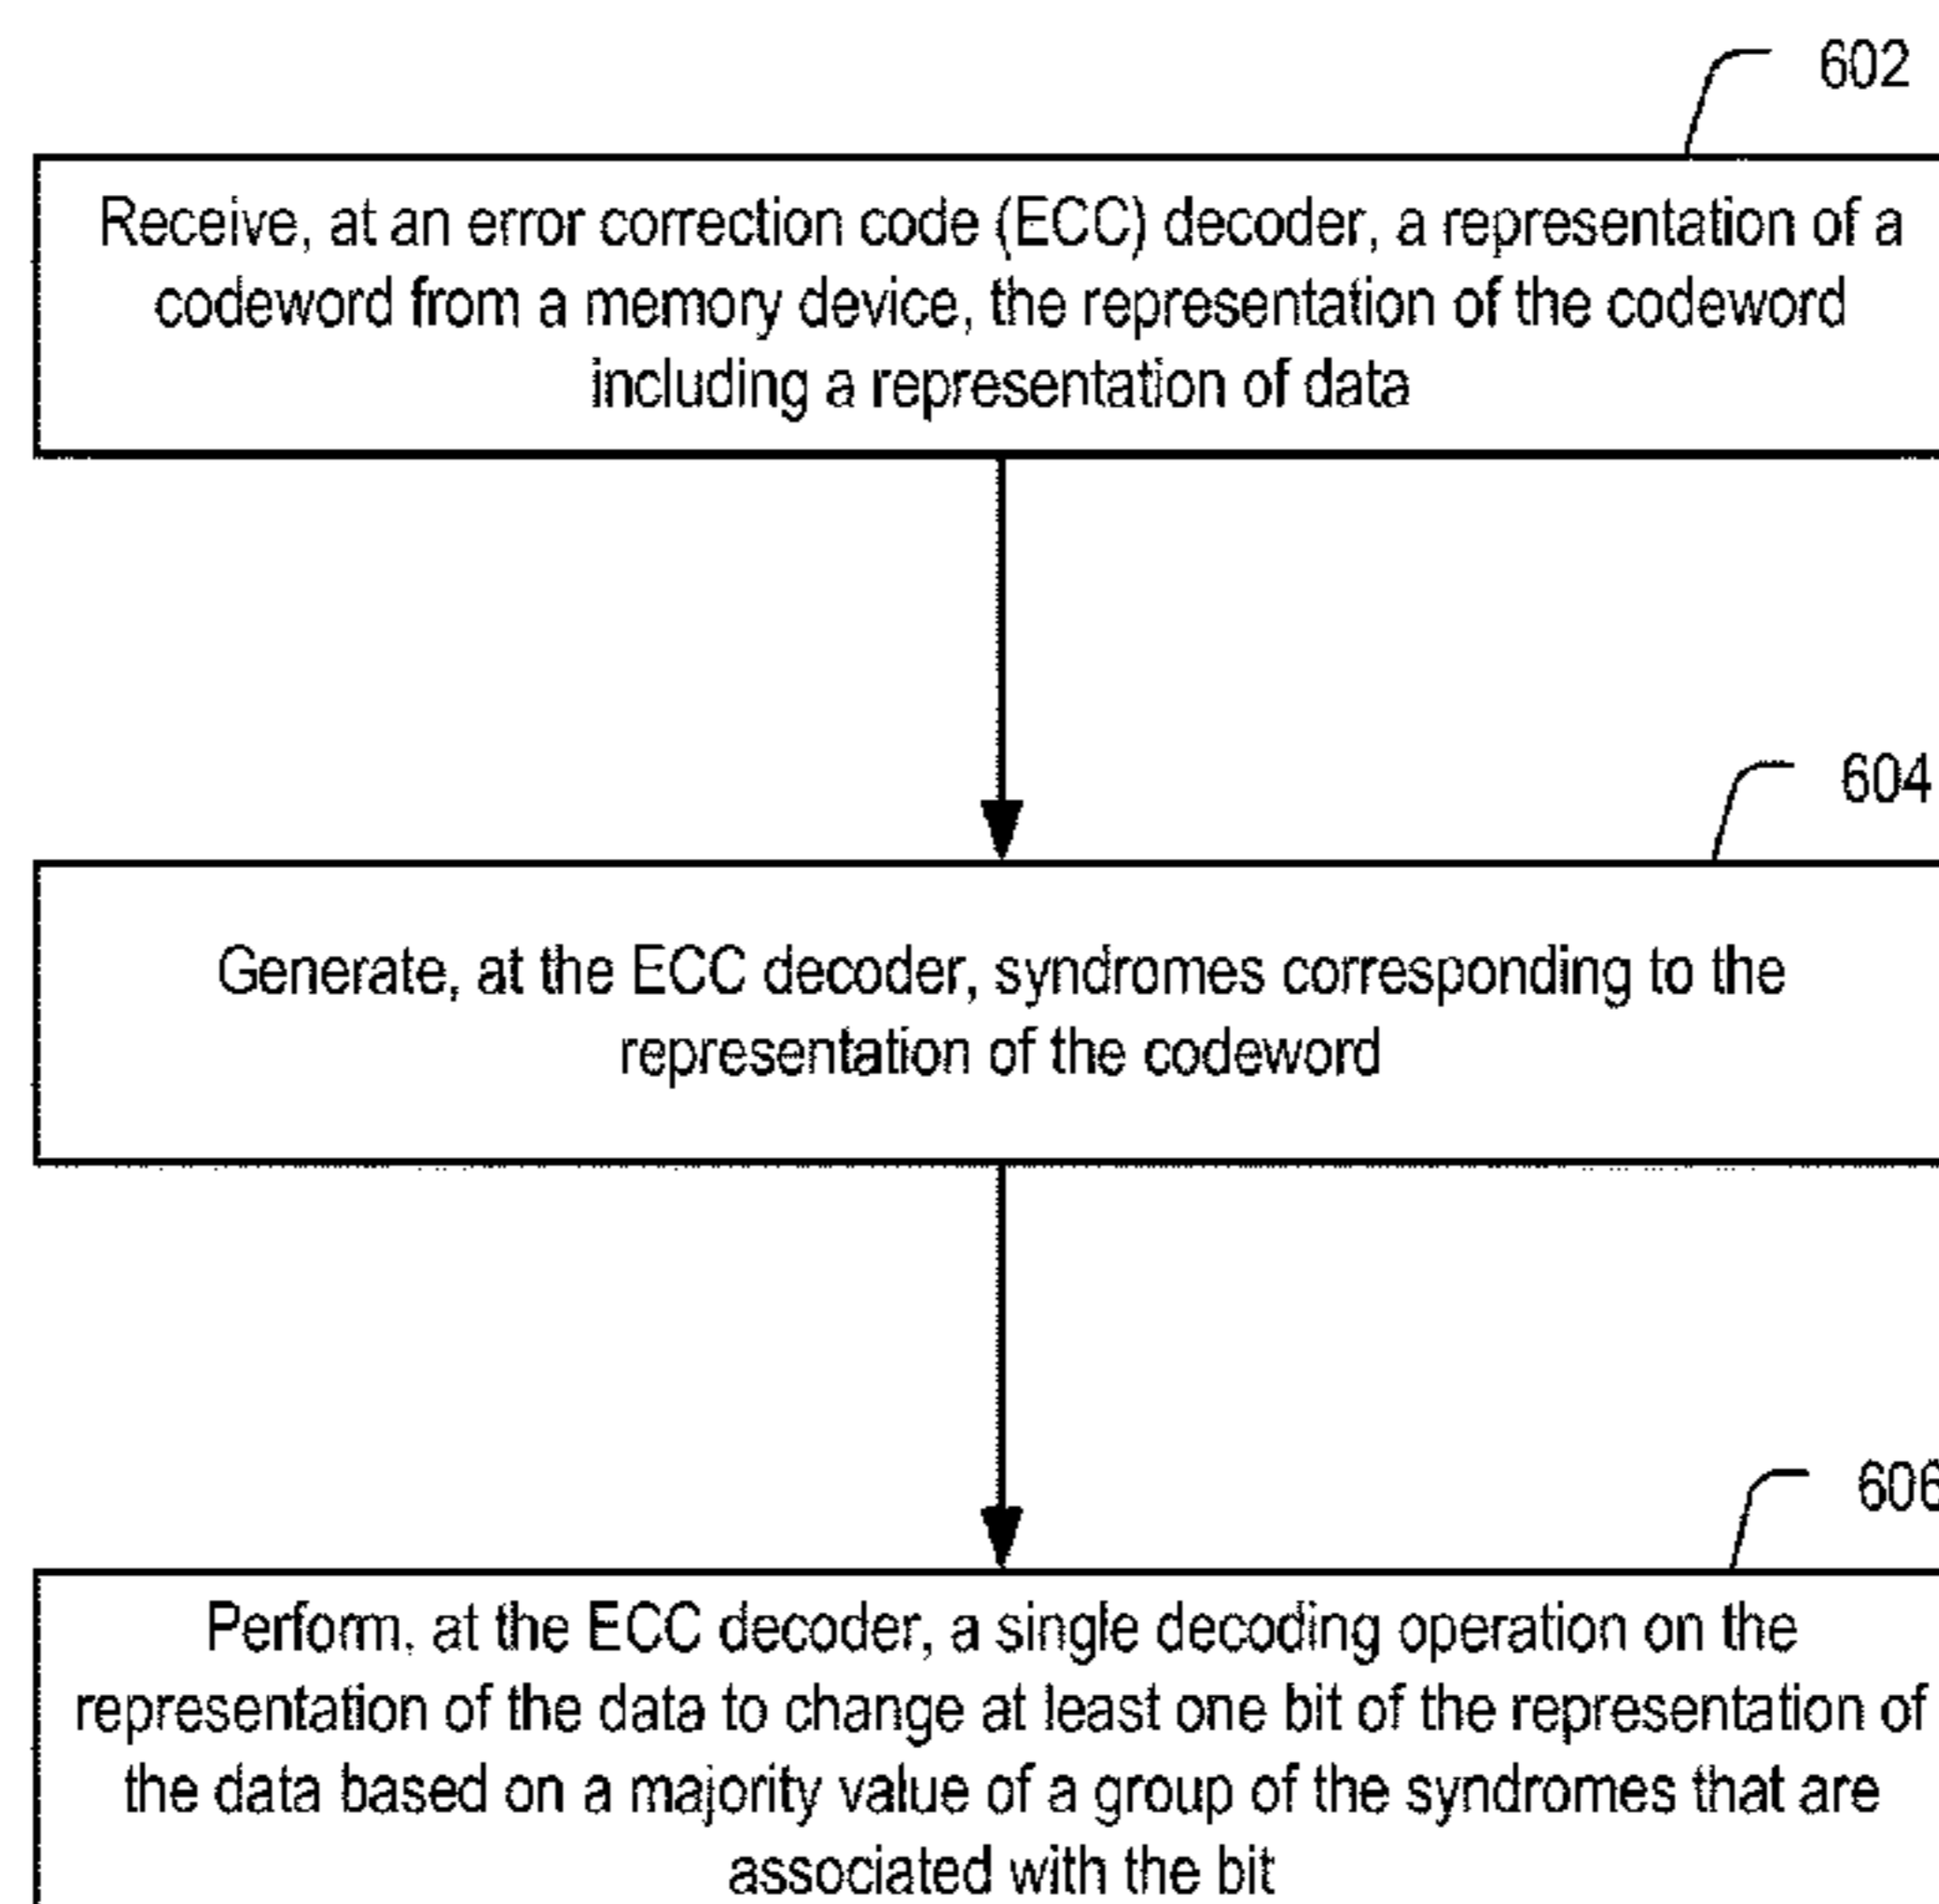 602
Receive, at an error correction code (ECC) decoder, a representation of a
codeword from a memory device, the representation of the codeword
including a representation of data
604
Generate, at the ECC decoder, syndromes corresponding to the
representation of the codeword
606
Perform, at the ECC decoder, a single decoding operation on the
representation of the data to change at least one bit of the representation of
the data based on a majority value of a group of the syndromes that are
associated with the bit